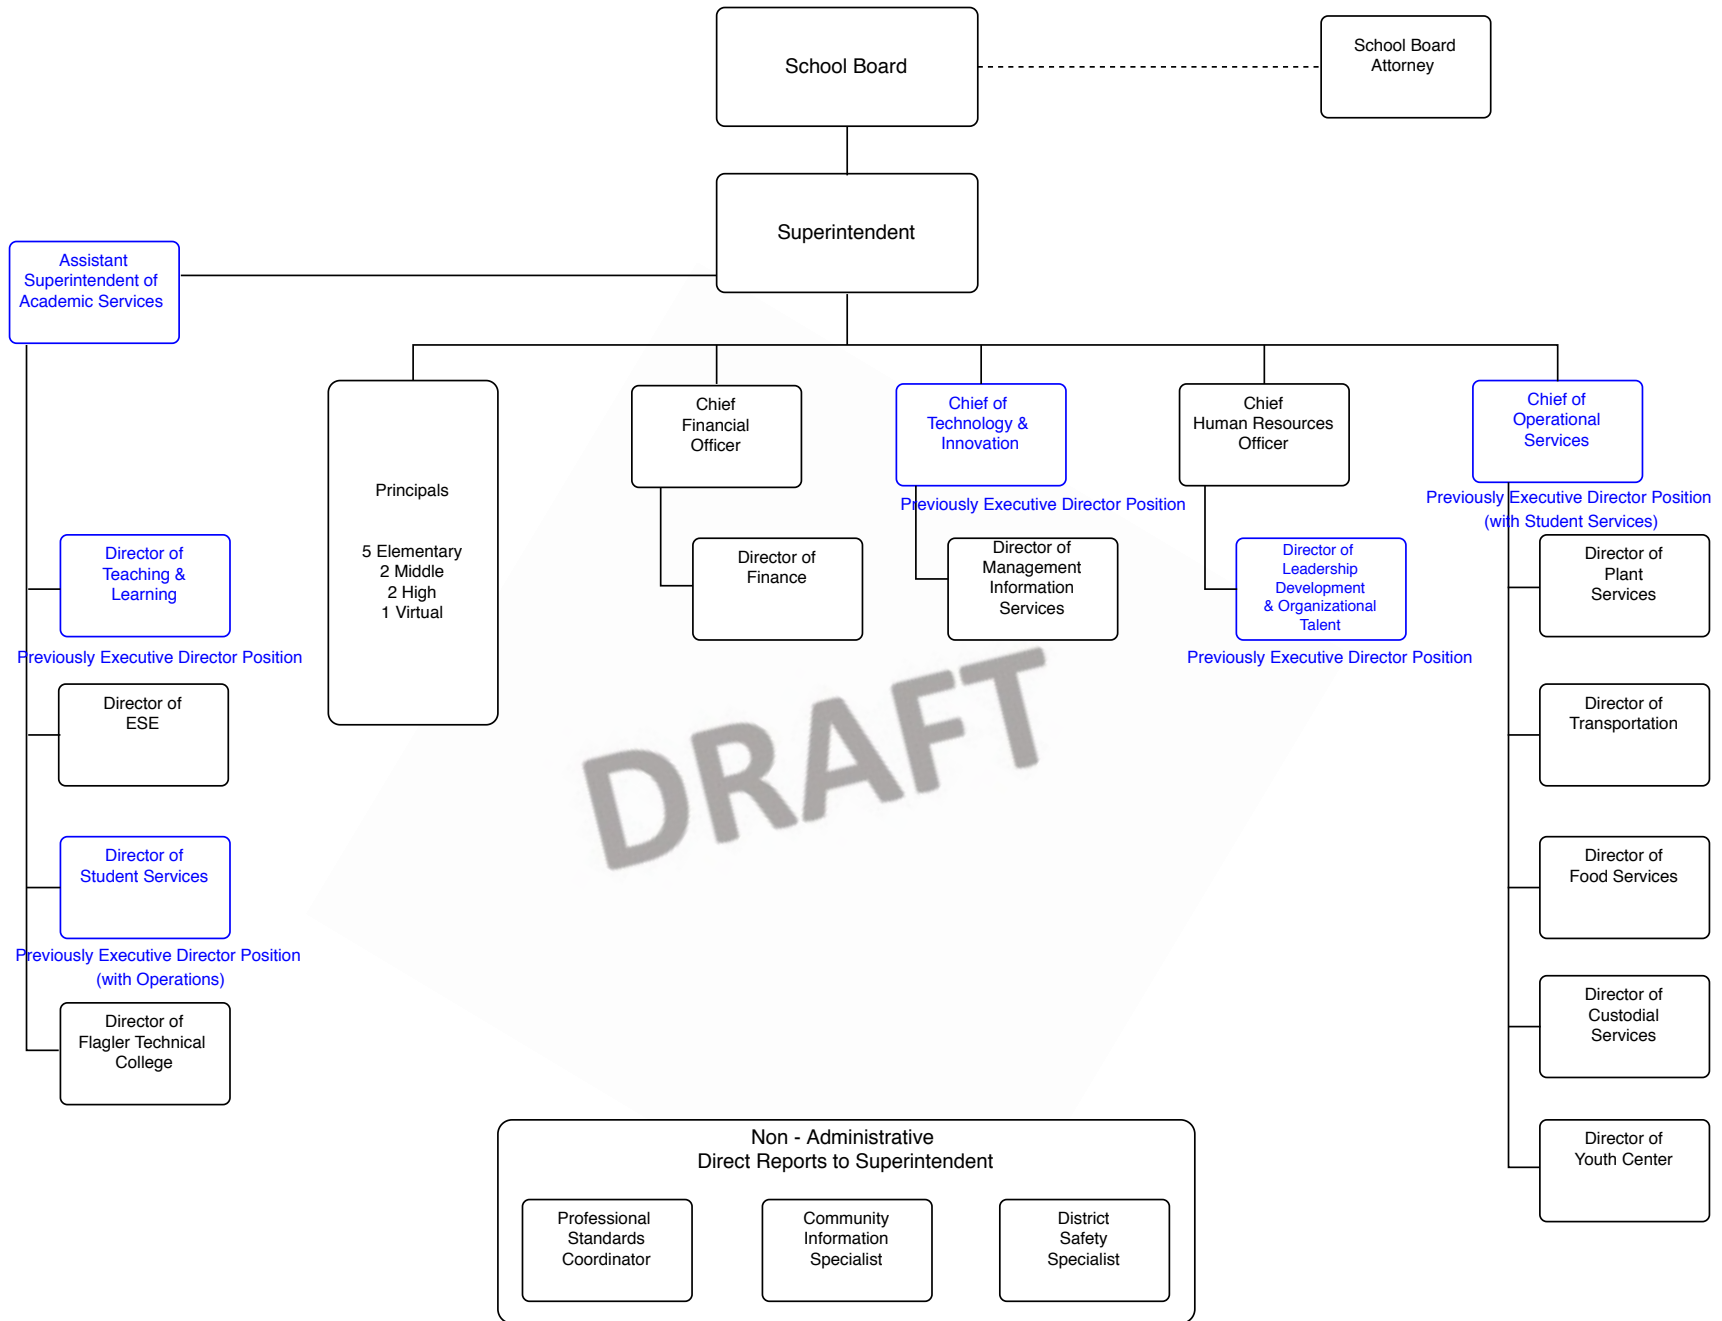 School Board
School Board
Attorney
Superintendent
Assistant
Superintendent of
Academic Services
Principals
5 Elementary
2 Middle
2 High
1 Virtual
Chief
Financial
Officer
Chief of
Technology &
Innovation
Previously Executive Director Position
Chief
Human Resources
Officer
Chief of
Operational
Services
Previously Executive Director Position
(with Student Services)
Director of
Teaching &
Learning
Previously Executive Director Position
Director of
Finance
Director of
Management
Information
Services
Director of
Leadership
Development
& Organizational
Talent
Previously Executive Director Position
Director of
Plant
Services
Director of
ESE
Director of
Transportation
DRAFT
Director of
Student Services
Previously Executive Director Position
(with Operations)
Director of
Food Services
Director of
Flagler Technical
College
Director of
Custodial
Services
Director of
Youth Center
Non - Administrative
Direct Reports to Superintendent
Professional
Standards
Coordinator
Community
Information
Specialist
District
Safety
Specialist